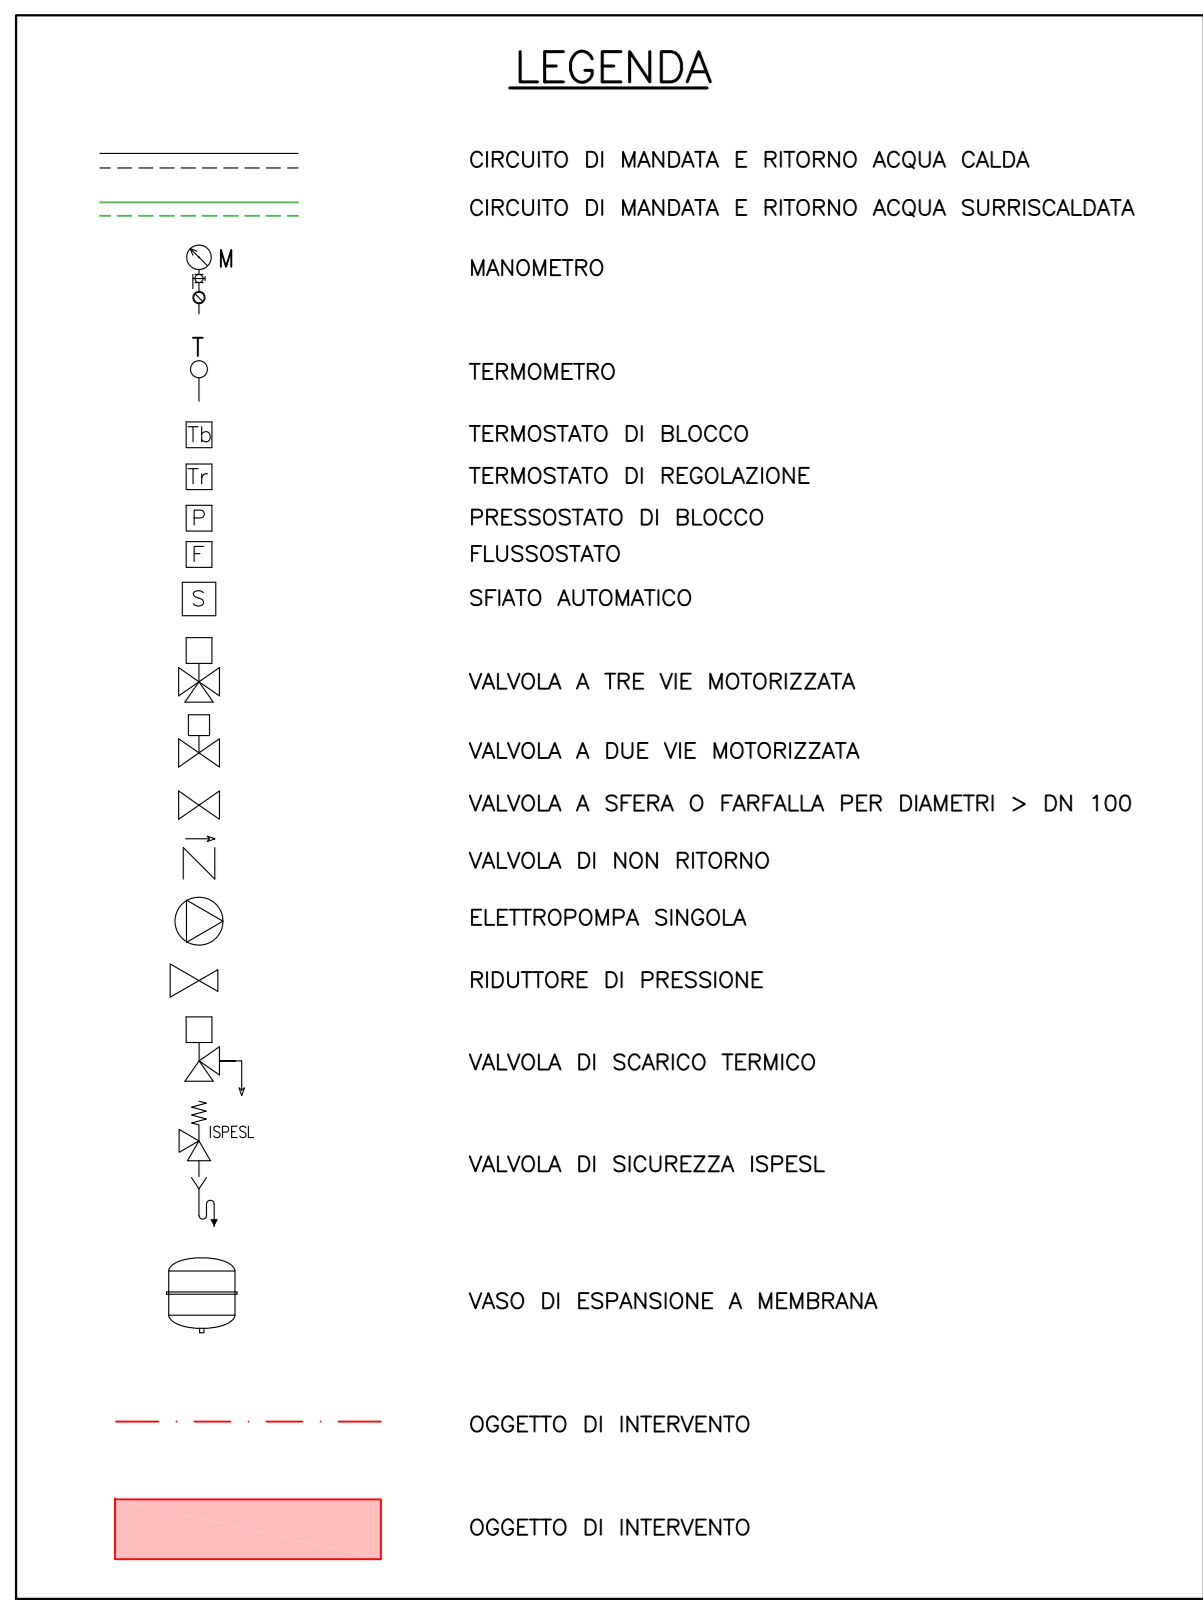 LEGENDA
CIRCUITO DI MANDATA E RITORNO ACQUA CALDA
CIRCUITO DI MANDATA E RITORNO ACQUA SURRISCALDATA
M MANOMETRO
T
TERMOMETRO
Tb TERMOSTATO DI BLOCCO
Tr TERMOSTATO DI REGOLAZIONE
P PRESSOSTATO DI BLOCCO
F FLUSSOSTATO
S SFIATO AUTOMATICO
VALVOLA A TRE VIE MOTORIZZATA
VALVOLA A DUE VIE MOTORIZZATA
VALVOLA A SFERA O FARFALLA PER DIAMETRI > DN 100
VALVOLA DI NON RITORNO
ELETTROPOMPA SINGOLA
RIDUTTORE DI PRESSIONE
VALVOLA DI SCARICO TERMICO
ISPESL
VALVOLA DI SICUREZZA ISPESL
VASO DI ESPANSIONE A MEMBRANA
OGGETTO DI INTERVENTO
OGGETTO DI INTERVENTO